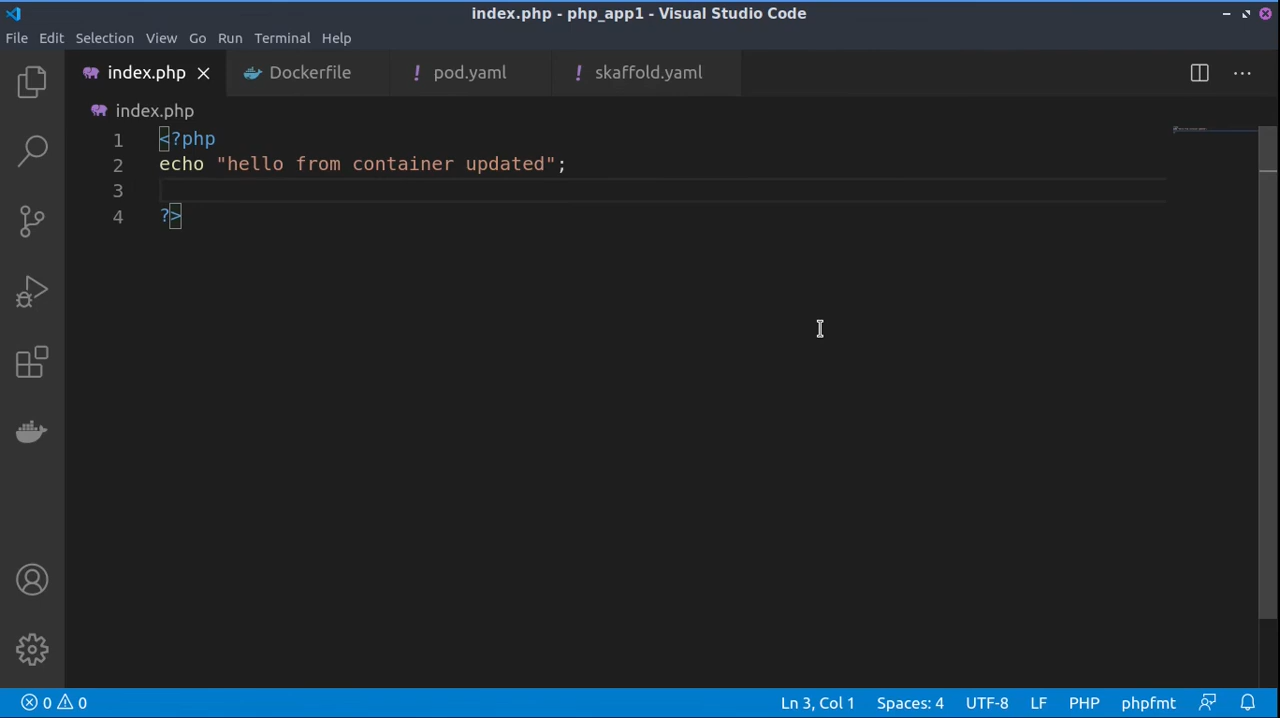 index.php - php_app1 - Visual Studio Code
File Edit Selection View Go Run Terminal Help
index.php Dockerfile ! pod.yaml ! skaffold.yaml
index.php
1 <?php
2 echo "hello from container updated";
3
4 ?>
0 0 Ln 3, Col 1 Spaces: 4 UTF-8 LF PHP phpfmt